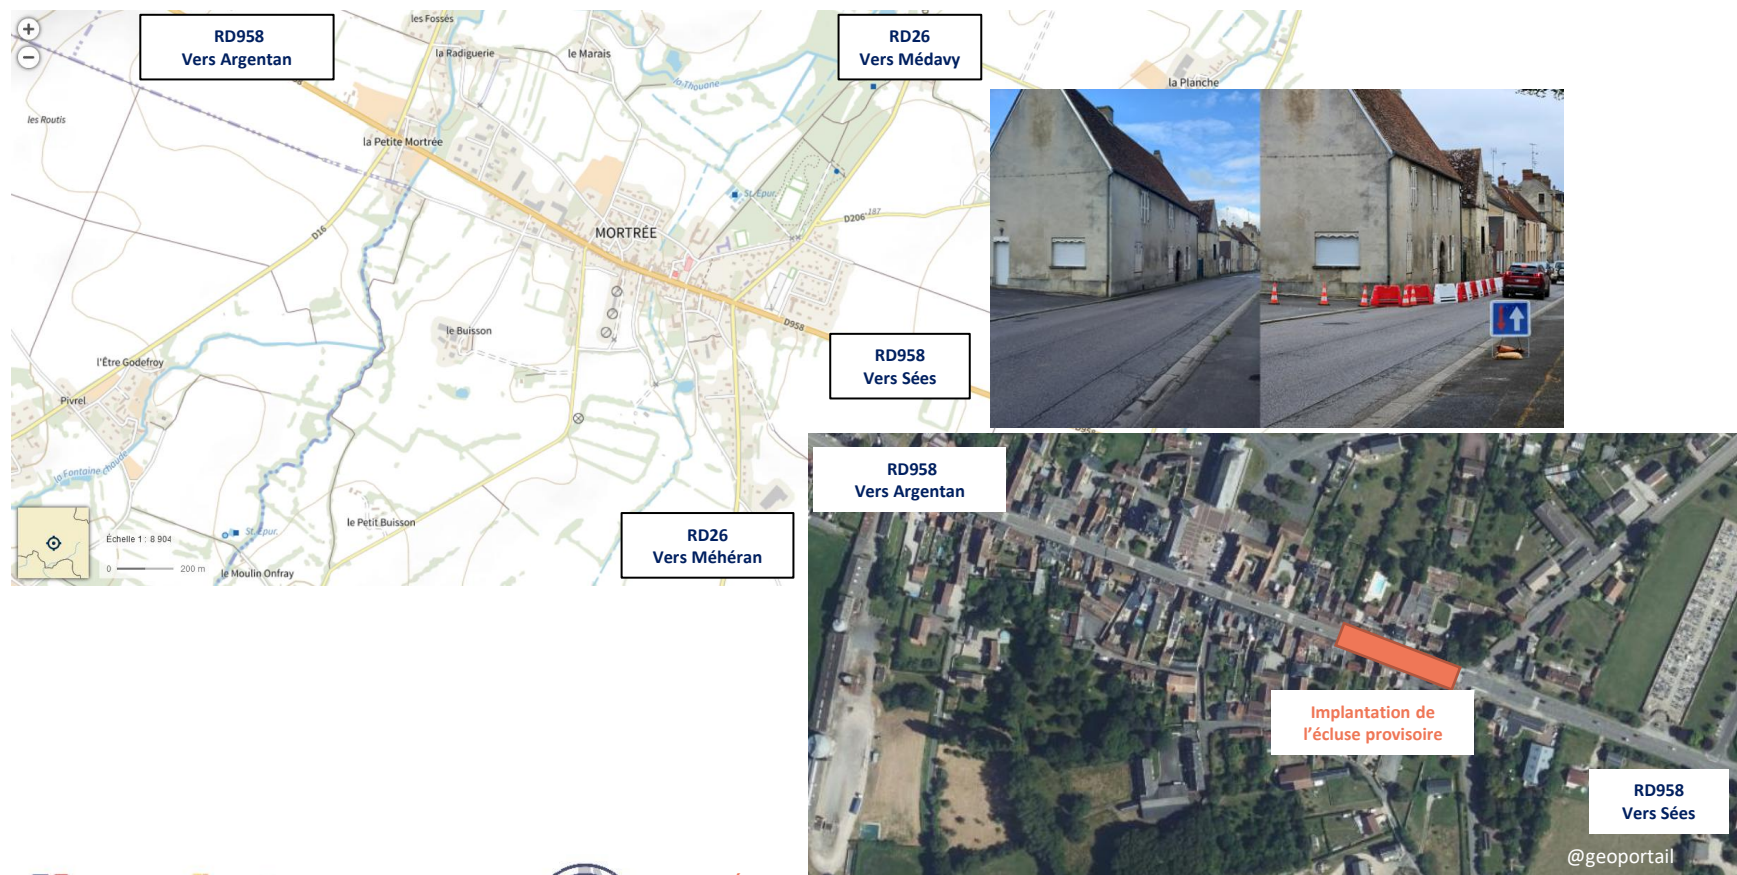 RD958
Vers Argentan
les Fossés
la Radiguerie
le Marais
RD26
Vers Médavy
la Thouane
la Planche
les Routis
la Petite Mortrée
St. Epur.
D16
MORTRÉE
D206
187
le Buisson
D958
l'Être Godefroy
Pivrel
RD958
Vers Sées
D958
la Fontaine chaude
le Petit Buisson
St. Epur.
Échelle 1 : 8 904
0
200 m
le Moulin Onfray
RD26
Vers Méhéran
RD958
Vers Argentan
Implantation de
l'écluse provisoire
RD958
Vers Sées
@geoportail